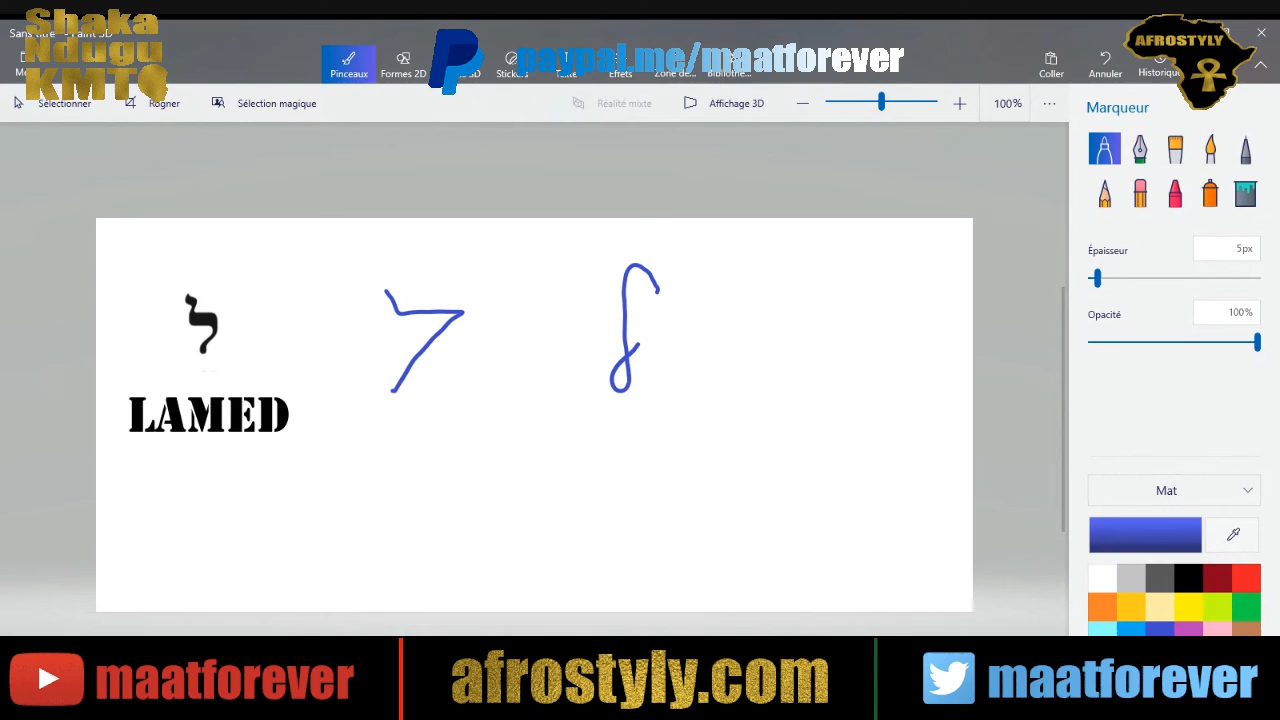 Shaka
Ndugu
KMT
Sans titre - Paint 3D
paypal.me/maatforever
AFROSTYLY
Pinceaux
Formes 2D
Stickers
Texte
Effets
Zone de...
Coller
Annuler
Historique
Sélectionner
Rogner
Sélection magique
Réalité mixte
Affichage 3D
100%
Marqueur
Épaisseur
5px
Opacité
100%
Mat
ל
LAMED
maatforever
afrostyly.com
maatforever